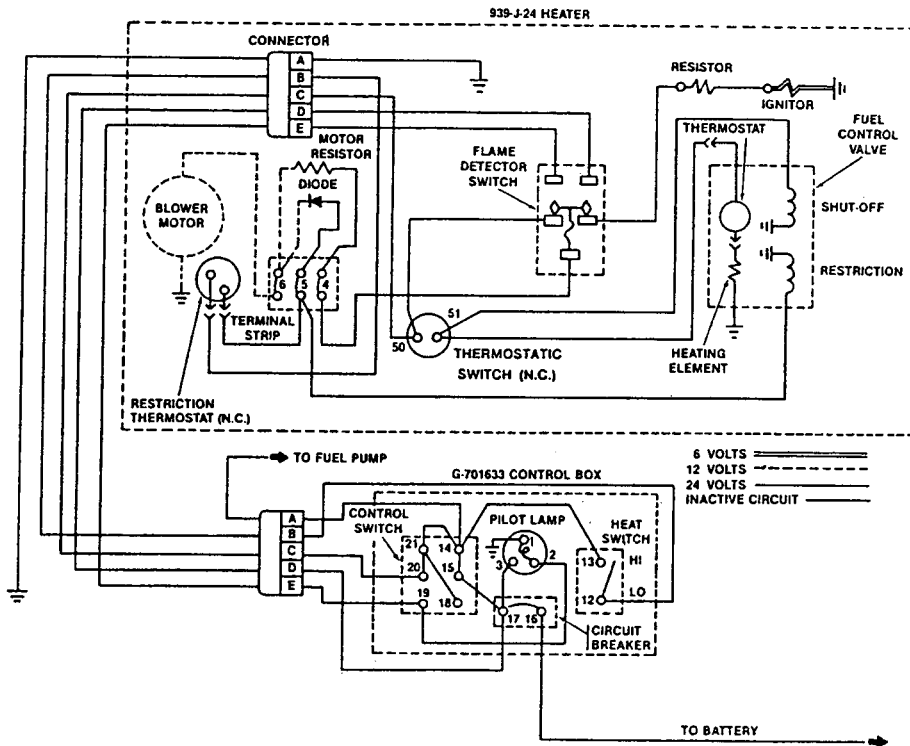 939-J-24 HEATER
CONNECTOR
A
B
C
D
E
MOTOR
RESISTOR
DIODE
BLOWER
MOTOR
6
5
4
TERMINAL
STRIP
RESTRICTION
THERMOSTAT (N.C.)
FLAME
DETECTOR
SWITCH
50
51
THERMOSTATIC
SWITCH (N.C.)
RESISTOR
IGNITOR
THERMOSTAT
FUEL
CONTROL
VALVE
SHUT-OFF
RESTRICTION
HEATING
ELEMENT
6 VOLTS
12 VOLTS
24 VOLTS
INACTIVE CIRCUIT
TO FUEL PUMP
G-701633 CONTROL BOX
A
B
C
D
E
CONTROL
SWITCH
21
14
20
15
19
18
PILOT LAMP
1
2
3
17
16
CIRCUIT
BREAKER
HEAT
SWITCH
13
HI
12
LO
TO BATTERY